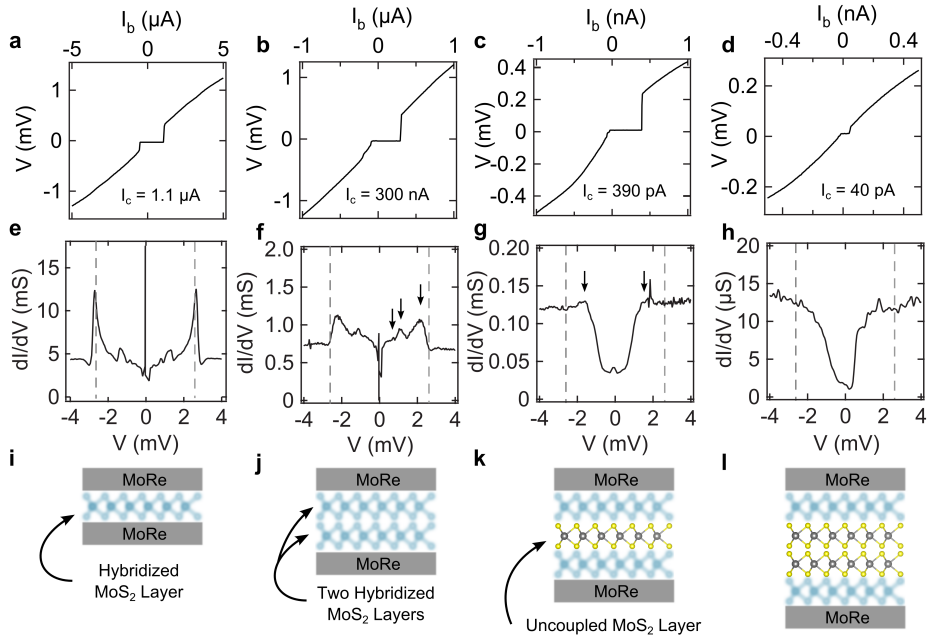 I_b (µA)
I_b (µA)
I_b (nA)
I_b (nA)
a
-5 0 5
b
-1 0 1
c
-1 0 1
d
-0.4 0 0.4
V (mV)
1
0
-1
I_c = 1.1 µA
V (mV)
1
0
-1
I_c = 300 nA
V (mV)
0.4
0.2
0
-0.2
-0.4
I_c = 390 pA
V (mV)
0.2
0
-0.2
I_c = 40 pA
e
dI/dV (mS)
15
10
5
0
-4 -2 0 2 4
V (mV)
f
dI/dV (mS)
2.0
1.5
1.0
0.5
0.0
-4 -2 0 2 4
V (mV)
g
dI/dV (mS)
0.20
0.15
0.10
0.05
0
-4 -2 0 2 4
V (mV)
h
dI/dV (µS)
20
15
10
5
0
-4 -2 0 2 4
V (mV)
i
MoRe
MoRe
Hybridized
MoS₂ Layer
j
MoRe
MoRe
Two Hybridized
MoS₂ Layers
k
MoRe
MoRe
Uncoupled MoS₂ Layer
l
MoRe
MoRe